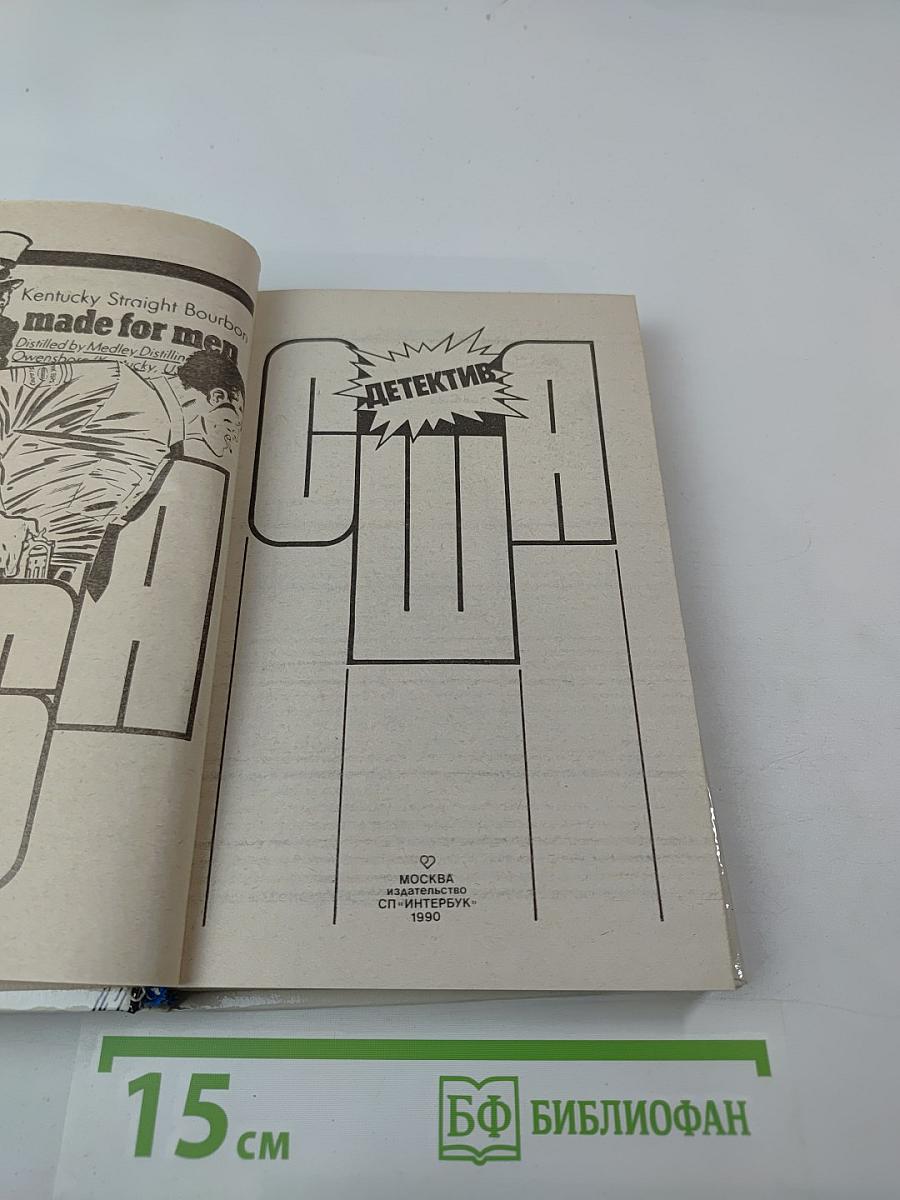 Kentucky Straight Bourbon
made for men
Distilled by Medley Distillin
Owensboro
ucky, U.S
ДЕТЕКТИВ
США
МОСКВА
издательство
СП «ИНТЕРБУК»
1990
15 см
БФ БИБЛИОФАН